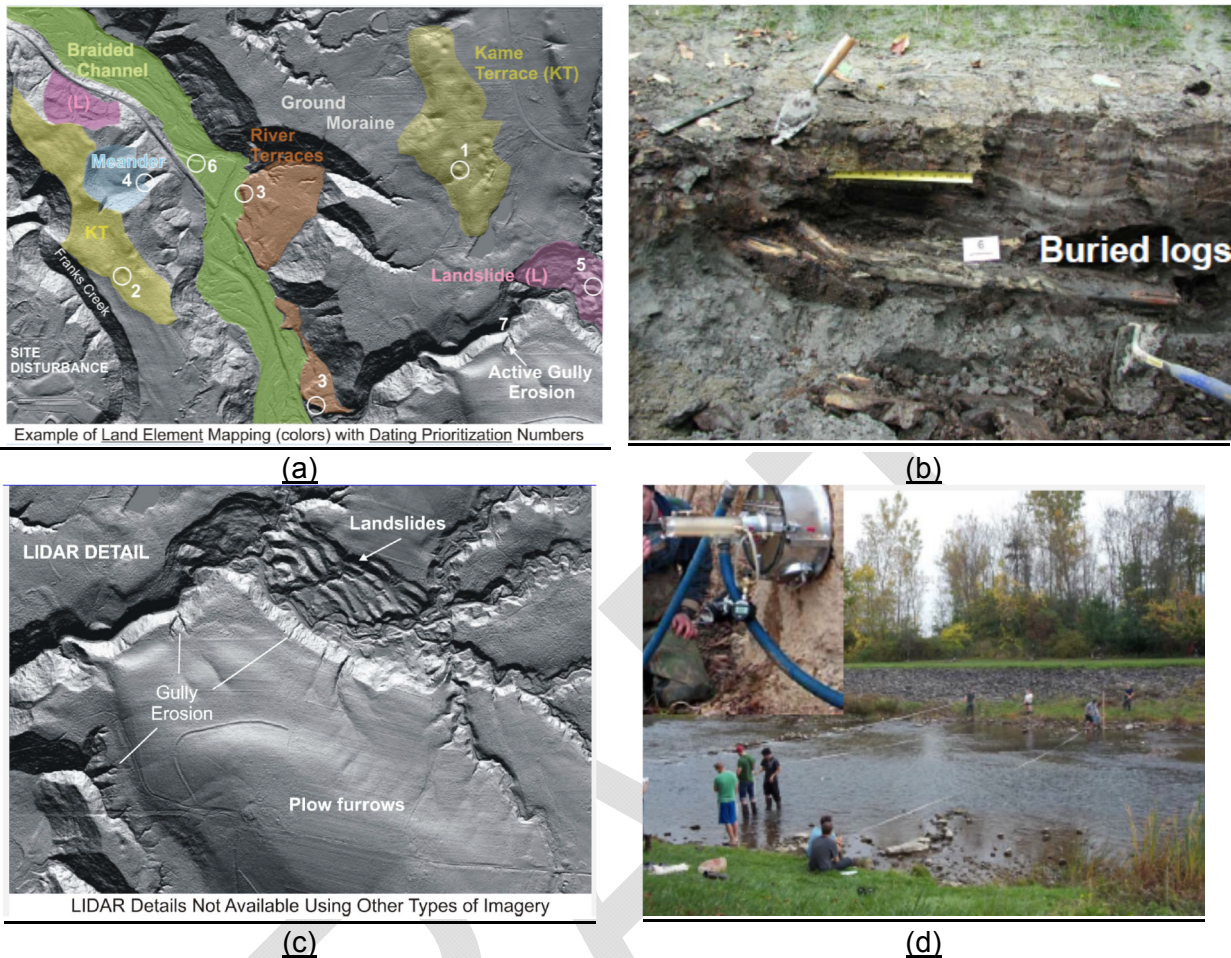 Braided
Channel
(L)
Meander
4
KT
2
Franks Creek
SITE
DISTURBANCE
6
3
River
Terraces
Ground
Moraine
Kame
Terrace (KT)
1
Landslide (L)
5
7
Active Gully
Erosion
3
Example of Land Element Mapping (colors) with Dating Prioritization Numbers
(a)
6
Buried logs
(b)
LIDAR DETAIL
Landslides
Gully
Erosion
Plow furrows
LIDAR Details Not Available Using Other Types of Imagery
(c)
(d)